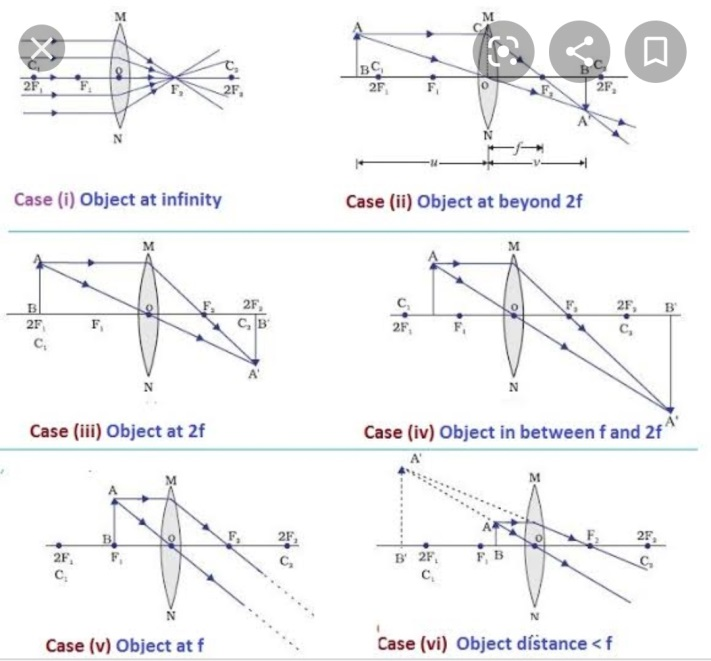 M
C₁ O C₂
2F₁ F₁ F₂ 2F₂
N
Case (i) Object at infinity
A C M
B C₁ B' C₂
2F₁ F₁ O F₂ 2F₂
A'
N
f
u v
Case (ii) Object at beyond 2f
A M
B O F₂ 2F₂
2F₁ F₁ C₂ B'
C₁
A'
N
Case (iii) Object at 2f
A M
C₁ O F₂ 2F₂ B'
2F₁ F₁ C₂
N
A'
Case (iv) Object in between f and 2f
A M
B O F₂ 2F₂
2F₁ F₁ C₂
C₁
N
Case (v) Object at f
A'
M
A
O F₂ 2F₂
B' 2F₁ F₁ B C₂
C₁
N
Case (vi) Object distance < f